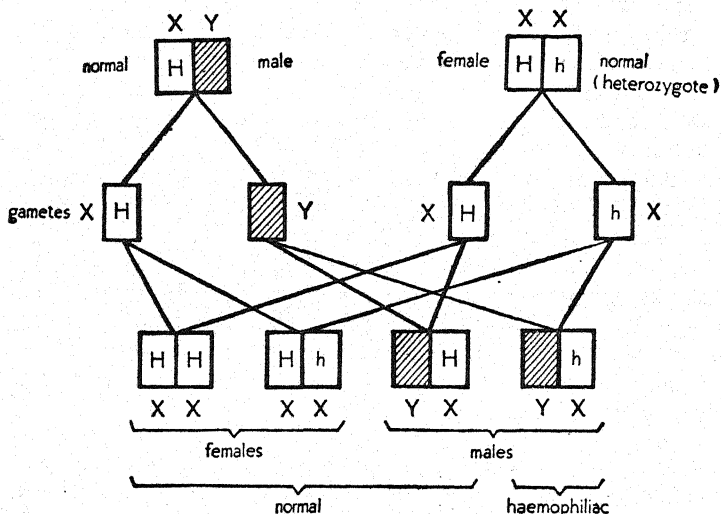 X Y X X
normal H male female H h normal
(heterozygote)
gametes X H Y X H h X
H H H h H h
X X X X Y X Y X
females males
normal haemophiliac